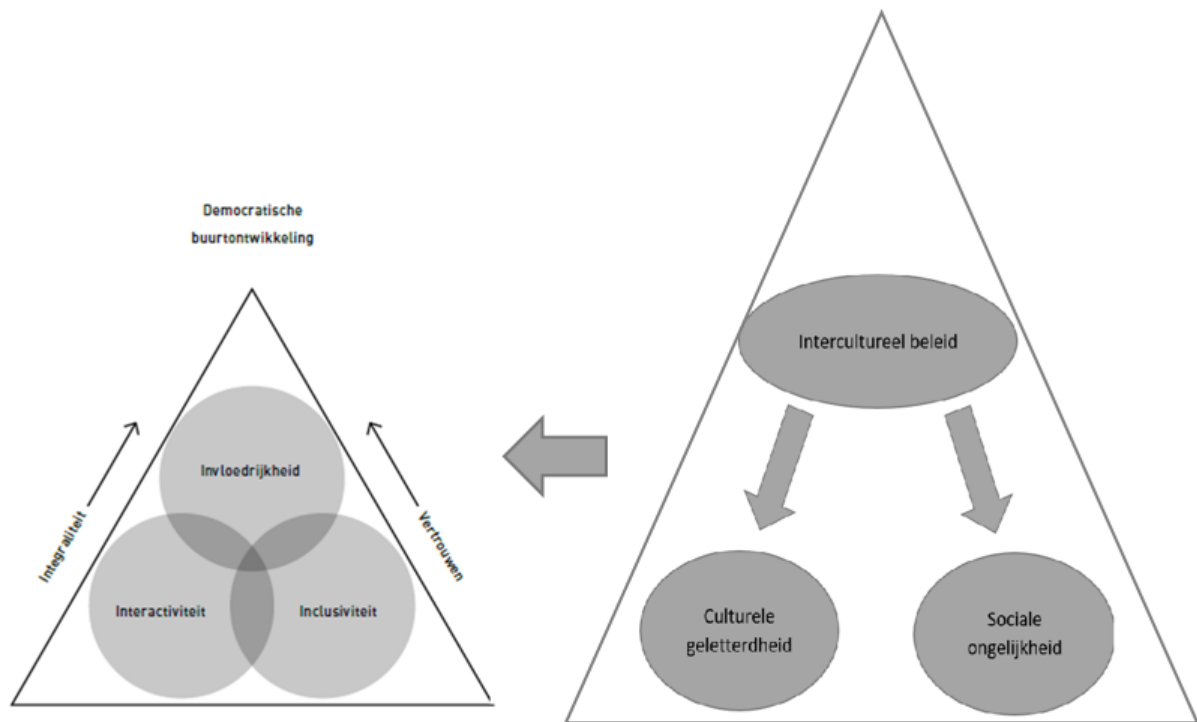 Democratische
buurtontwikkeling
Integraliteit
Vertrouwen
Invloedrijkheid
Interactiviteit
Inclusiviteit
Intercultureel beleid
Culturele
geletterdheid
Sociale
ongelijkheid